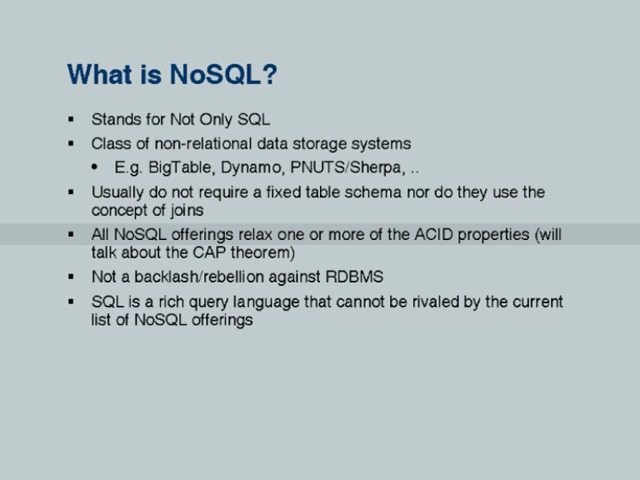 What is NoSQL?
▪ Stands for Not Only SQL
▪ Class of non-relational data storage systems
• E.g. BigTable, Dynamo, PNUTS/Sherpa, ..
▪ Usually do not require a fixed table schema nor do they use the
concept of joins
▪ All NoSQL offerings relax one or more of the ACID properties (will
talk about the CAP theorem)
▪ Not a backlash/rebellion against RDBMS
▪ SQL is a rich query language that cannot be rivaled by the current
list of NoSQL offerings